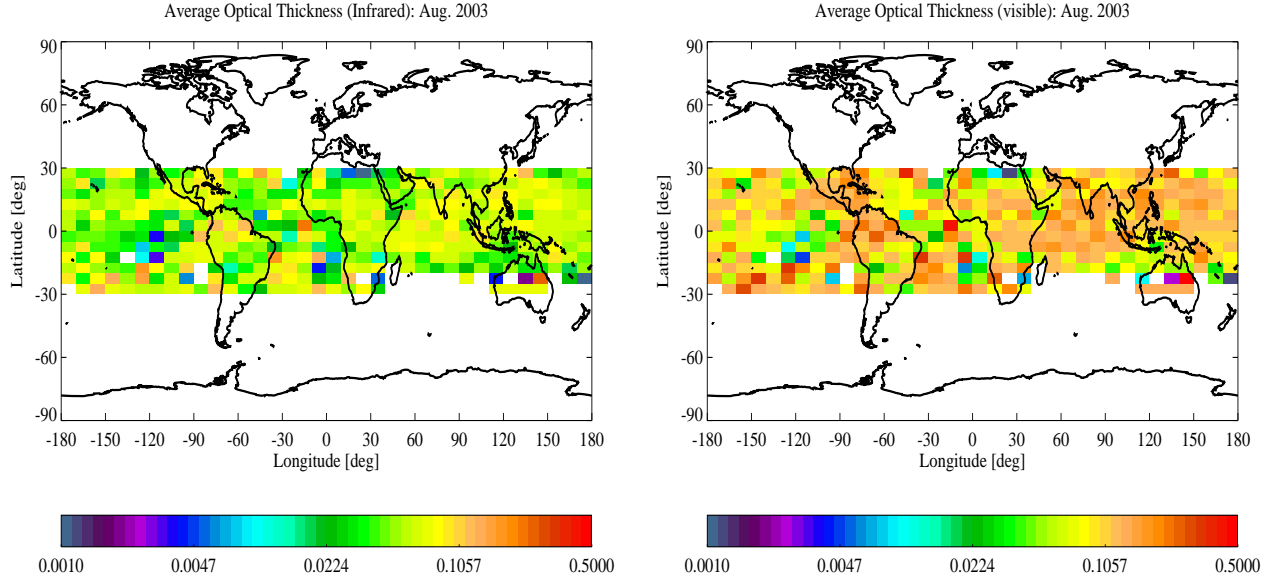 Average Optical Thickness (Infrared): Aug. 2003
90
60
30
0
-30
-60
-90
Latitude [deg]
-180 -150 -120 -90 -60 -30 0 30 60 90 120 150 180
Longitude [deg]
0.0010 0.0047 0.0224 0.1057 0.5000
Average Optical Thickness (visible): Aug. 2003
90
60
30
0
-30
-60
-90
Latitude [deg]
-180 -150 -120 -90 -60 -30 0 30 60 90 120 150 180
Longitude [deg]
0.0010 0.0047 0.0224 0.1057 0.5000